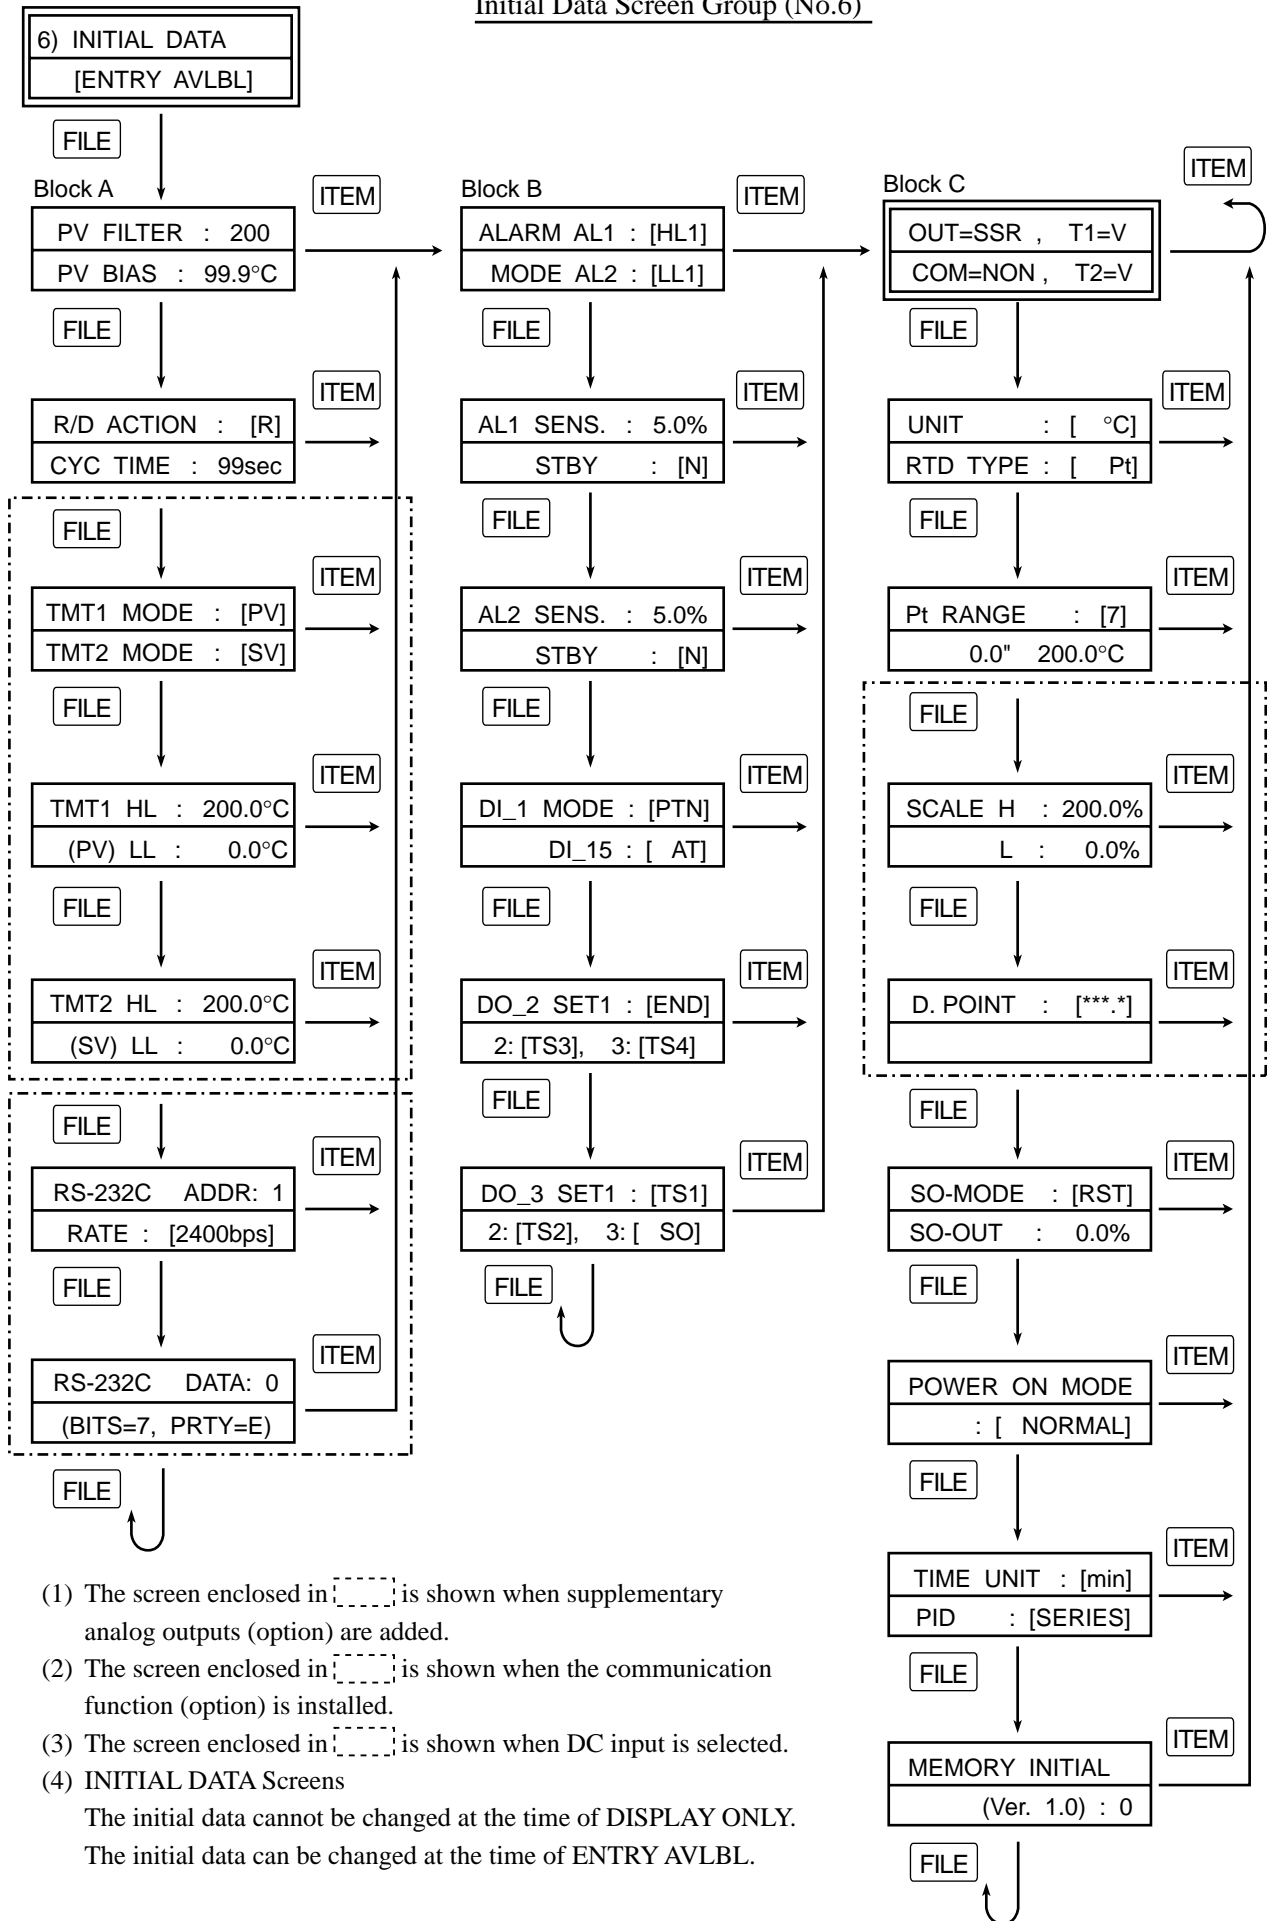 Initial Data Screen Group (No.6)
6) INITIAL DATA
[ENTRY AVLBL]
FILE
Block A
ITEM
PV FILTER : 200
PV BIAS : 99.9°C
FILE
ITEM
R/D ACTION : [R]
CYC TIME : 99sec
FILE
ITEM
TMT1 MODE : [PV]
TMT2 MODE : [SV]
FILE
ITEM
TMT1 HL : 200.0°C
(PV) LL : 0.0°C
FILE
ITEM
TMT2 HL : 200.0°C
(SV) LL : 0.0°C
FILE
ITEM
RS-232C ADDR: 1
RATE : [2400bps]
FILE
ITEM
RS-232C DATA: 0
(BITS=7, PRTY=E)
FILE
Block B
ITEM
ALARM AL1 : [HL1]
MODE AL2 : [LL1]
FILE
ITEM
AL1 SENS. : 5.0%
STBY : [N]
FILE
ITEM
AL2 SENS. : 5.0%
STBY : [N]
FILE
ITEM
DI_1 MODE : [PTN]
DI_15 : [ AT]
FILE
ITEM
DO_2 SET1 : [END]
2: [TS3], 3: [TS4]
FILE
ITEM
DO_3 SET1 : [TS1]
2: [TS2], 3: [ SO]
FILE
Block C
ITEM
OUT=SSR , T1=V
COM=NON , T2=V
FILE
ITEM
UNIT : [ °C]
RTD TYPE : [ Pt]
FILE
ITEM
Pt RANGE : [7]
0.0" 200.0°C
FILE
ITEM
SCALE H : 200.0%
L : 0.0%
FILE
ITEM
D. POINT : [***.*]
FILE
ITEM
SO-MODE : [RST]
SO-OUT : 0.0%
FILE
ITEM
POWER ON MODE
: [ NORMAL]
FILE
ITEM
TIME UNIT : [min]
PID : [SERIES]
FILE
ITEM
MEMORY INITIAL
(Ver. 1.0) : 0
FILE
(1) The screen enclosed in is shown when supplementary
analog outputs (option) are added.
(2) The screen enclosed in is shown when the communication
function (option) is installed.
(3) The screen enclosed in is shown when DC input is selected.
(4) INITIAL DATA Screens
The initial data cannot be changed at the time of DISPLAY ONLY.
The initial data can be changed at the time of ENTRY AVLBL.